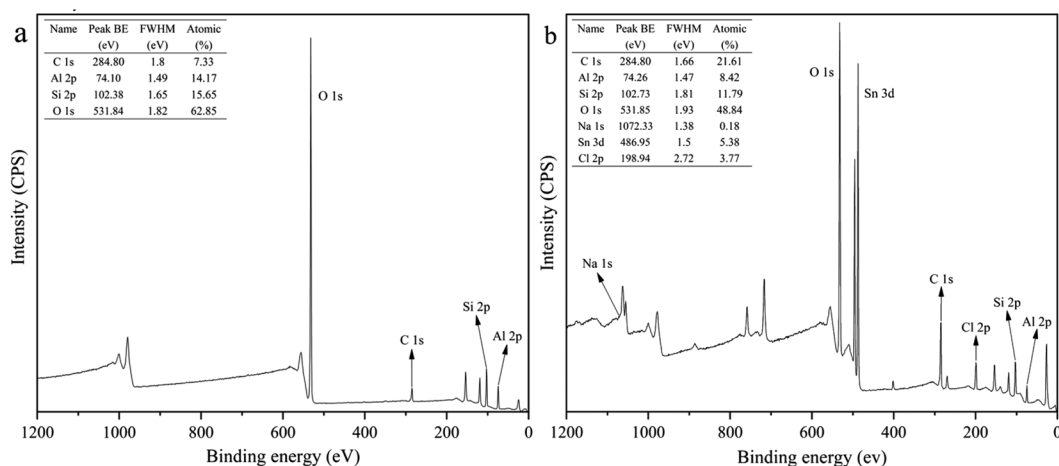 a
Name Peak BE FWHM Atomic
(eV) (eV) (%)
C 1s 284.80 1.8 7.33
Al 2p 74.10 1.49 14.17
Si 2p 102.38 1.65 15.65
O 1s 531.84 1.82 62.85
O 1s
C 1s
Si 2p
Al 2p
Intensity (CPS)
1200 1000 800 600 400 200 0
Binding energy (eV)
b
Name Peak BE FWHM Atomic
(eV) (eV) (%)
C 1s 284.80 1.66 21.61
Al 2p 74.26 1.47 8.42
Si 2p 102.73 1.81 11.79
O 1s 531.85 1.93 48.84
Na 1s 1072.33 1.38 0.18
Sn 3d 486.95 1.5 5.38
Cl 2p 198.94 2.72 3.77
O 1s
Sn 3d
Na 1s
C 1s
Cl 2p
Si 2p
Al 2p
Intensity (CPS)
1200 1000 800 600 400 200 0
Binding energy (ev)